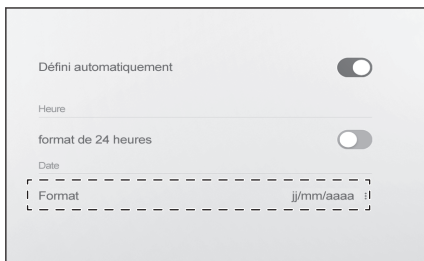 Défini automatiquement
Heure
format de 24 heures
Date
Format jj/mm/aaaa